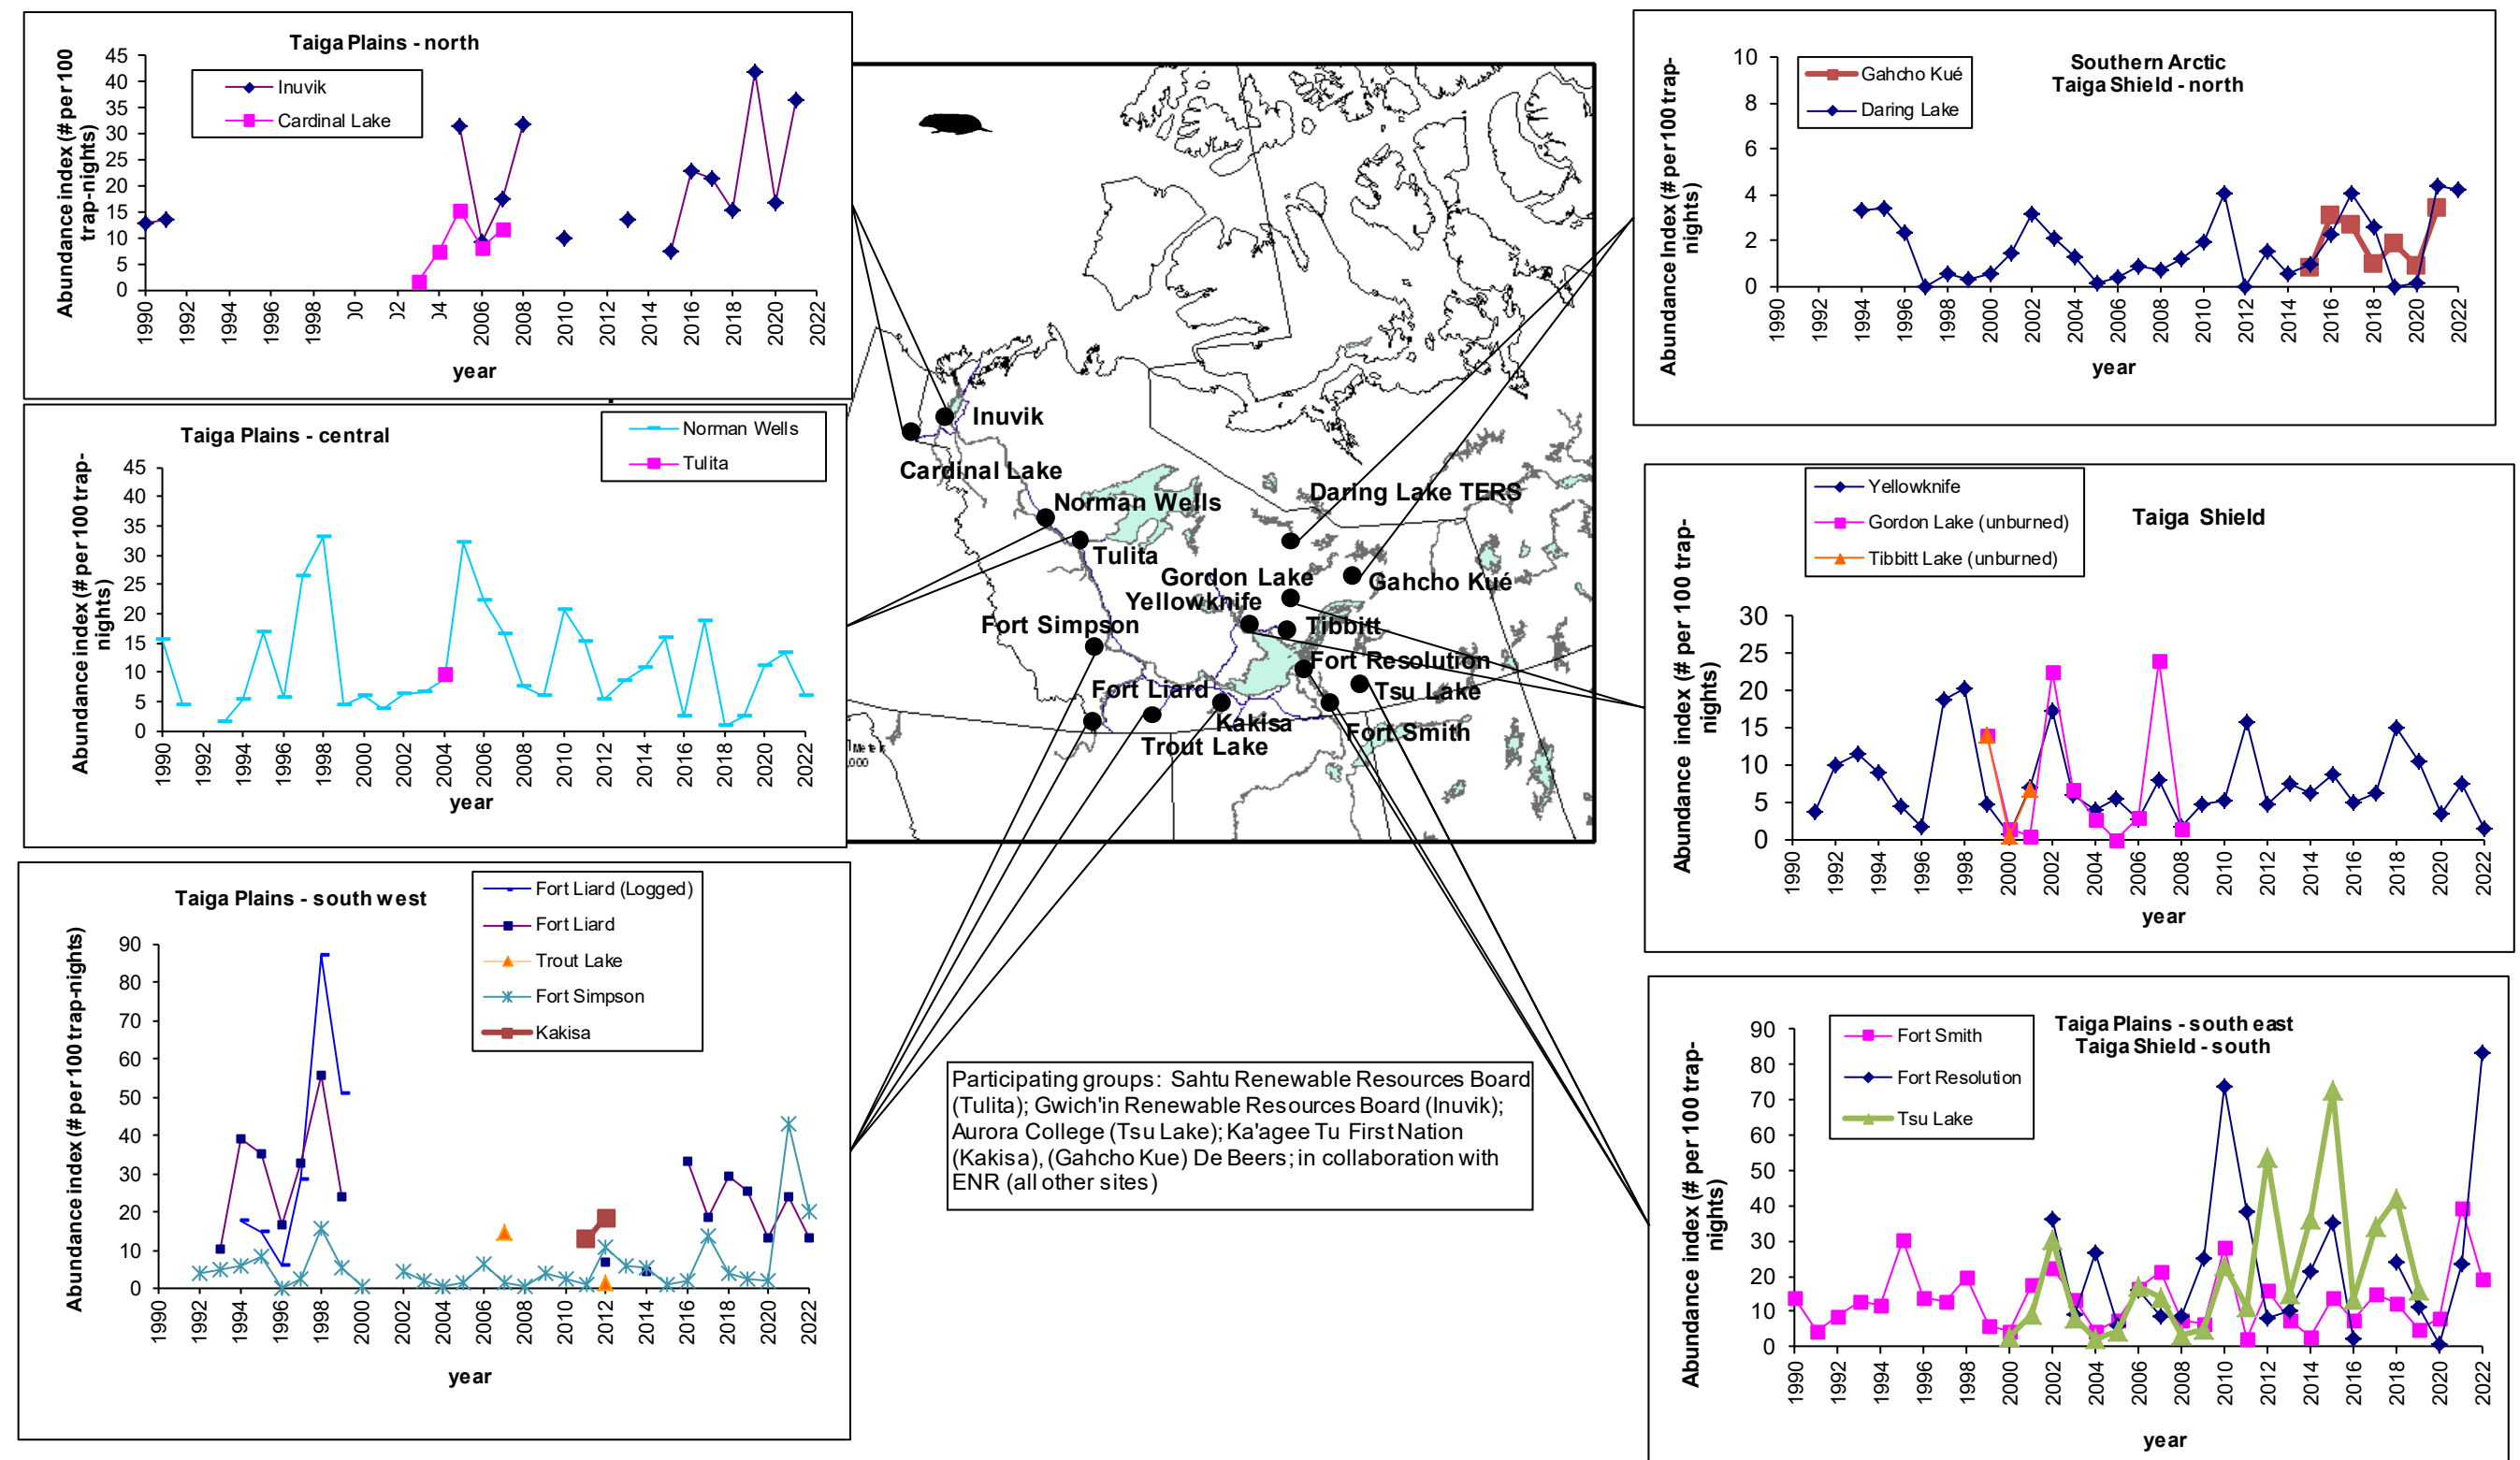 Taiga Plains - north
Abundance index (# per 100
trap-nights)
45
40
35
30
25
20
15
10
5
0
Inuvik
Cardinal Lake
1990
1992
1994
1996
1998
00
02
04
2006
2008
2010
2012
2014
2016
2018
2020
2022
year
Taiga Plains - central
Norman Wells
Tulita
Abundance index (# per 100 trap-
nights)
45
40
35
30
25
20
15
10
5
0
1990
1992
1994
1996
1998
2000
2002
2004
2006
2008
2010
2012
2014
2016
2018
2020
2022
year
Taiga Plains - south west
Fort Liard (Logged)
Fort Liard
Trout Lake
Fort Simpson
Kakisa
Abundance index (# per 100 trap-nights)
90
80
70
60
50
40
30
20
10
0
1990
1992
1994
1996
1998
2000
2002
2004
2006
2008
2010
2012
2014
2016
2018
2020
2022
year
Inuvik
Cardinal Lake
Norman Wells
Tulita
Daring Lake TERS
Gordon Lake
Gahcho Kué
Yellowknife
Fort Simpson
Tibbitt
Fort Resolution
Fort Liard
Tsu Lake
Kakisa
Fort Smith
Trout Lake
000
Participating groups: Sahtu Renewable Resources Board
(Tulita); Gwich'in Renewable Resources Board (Inuvik);
Aurora College (Tsu Lake); Ka'agee Tu First Nation
(Kakisa), (Gahcho Kue) De Beers; in collaboration with
ENR (all other sites)
Southern Arctic
Taiga Shield - north
Gahcho Kué
Daring Lake
Abundance Index (# per 100 trap-
nights)
10
8
6
4
2
0
1990
1992
1994
1996
1998
2000
2002
2004
2006
2008
2010
2012
2014
2016
2018
2020
2022
year
Yellowknife
Gordon Lake (unburned)
Tibbitt Lake (unburned)
Taiga Shield
Abundance index (# per 100 trap-
nights)
30
25
20
15
10
5
0
1990
1992
1994
1996
1998
2000
2002
2004
2006
2008
2010
2012
2014
2016
2018
2020
2022
year
Taiga Plains - south east
Taiga Shield - south
Fort Smith
Fort Resolution
Tsu Lake
Abundance index (# per 100 trap-
nights)
90
80
70
60
50
40
30
20
10
0
1990
1992
1994
1996
1998
2000
2002
2004
2006
2008
2010
2012
2014
2016
2018
2020
2022
year